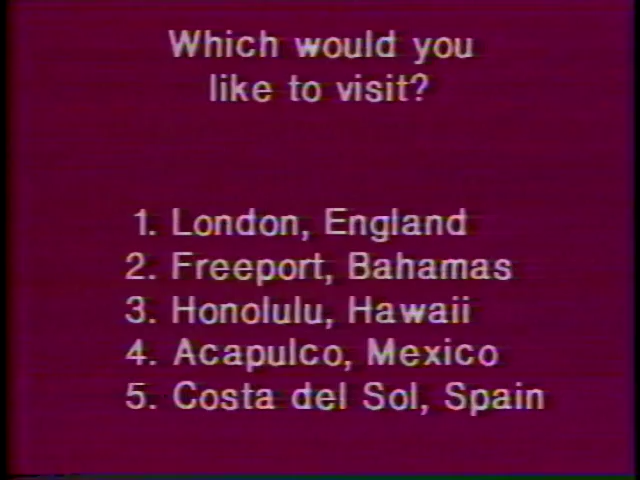 Which would you
like to visit?
1. London, England
2. Freeport, Bahamas
3. Honolulu, Hawaii
4. Acapulco, Mexico
5. Costa del Sol, Spain